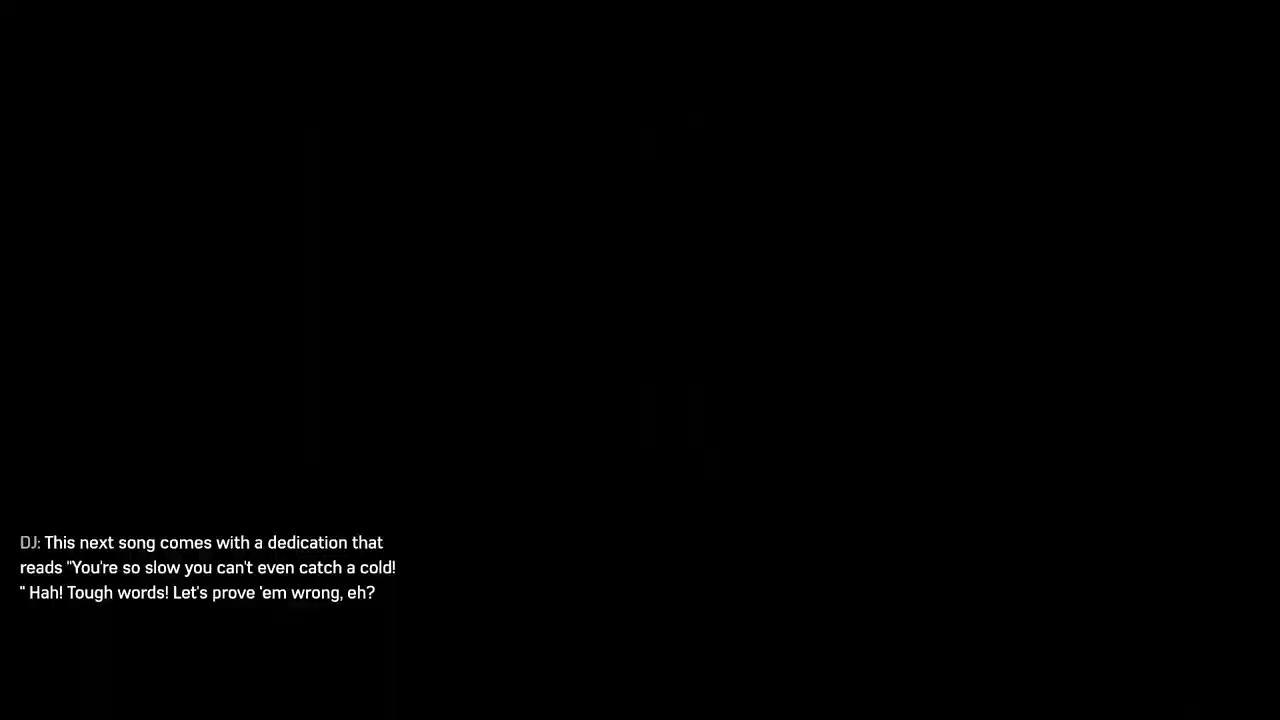 DJ: This next song comes with a dedication that
reads "You're so slow you can't even catch a cold!
" Hah! Tough words! Let's prove 'em wrong, eh?